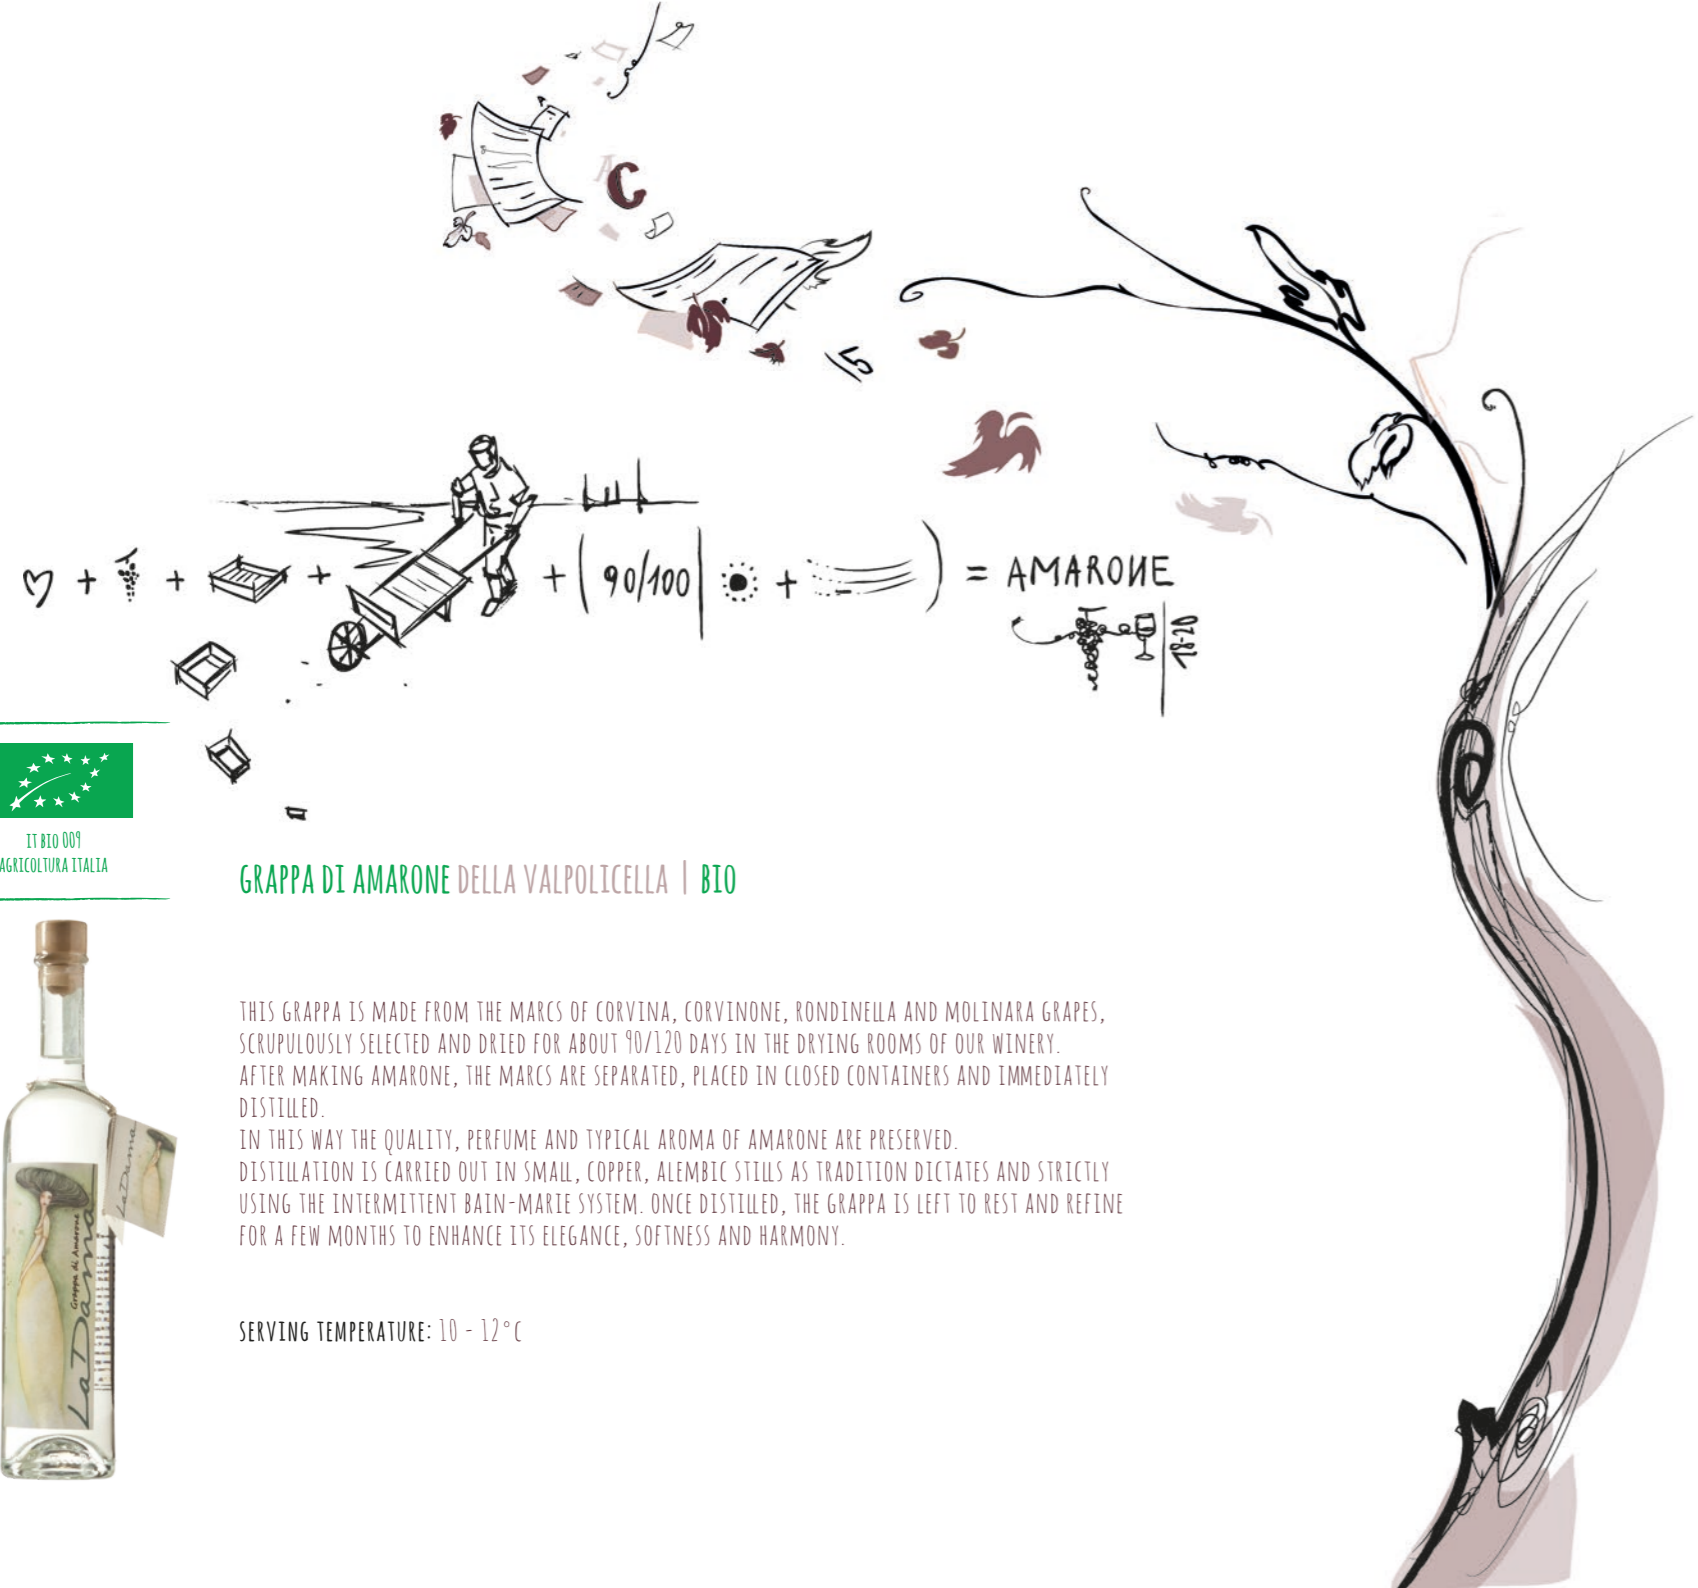 A
A
C
15
+ + + + ( 90/100 | + ) = AMARONE
18-20
IT BIO 009
AGRICOLTURA ITALIA
GRAPPA DI AMARONE DELLA VALPOLICELLA | BIO
THIS GRAPPA IS MADE FROM THE MARCS OF CORVINA, CORVINONE, RONDINELLA AND MOLINARA GRAPES,
SCRUPULOUSLY SELECTED AND DRIED FOR ABOUT 90/120 DAYS IN THE DRYING ROOMS OF OUR WINERY.
AFTER MAKING AMARONE, THE MARCS ARE SEPARATED, PLACED IN CLOSED CONTAINERS AND IMMEDIATELY
DISTILLED.
IN THIS WAY THE QUALITY, PERFUME AND TYPICAL AROMA OF AMARONE ARE PRESERVED.
DISTILLATION IS CARRIED OUT IN SMALL, COPPER, ALEMBIC STILLS AS TRADITION DICTATES AND STRICTLY
USING THE INTERMITTENT BAIN-MARIE SYSTEM. ONCE DISTILLED, THE GRAPPA IS LEFT TO REST AND REFINE
FOR A FEW MONTHS TO ENHANCE ITS ELEGANCE, SOFTNESS AND HARMONY.
SERVING TEMPERATURE: 10 - 12°C
LaDama
Grappa di Amarone
LaDama